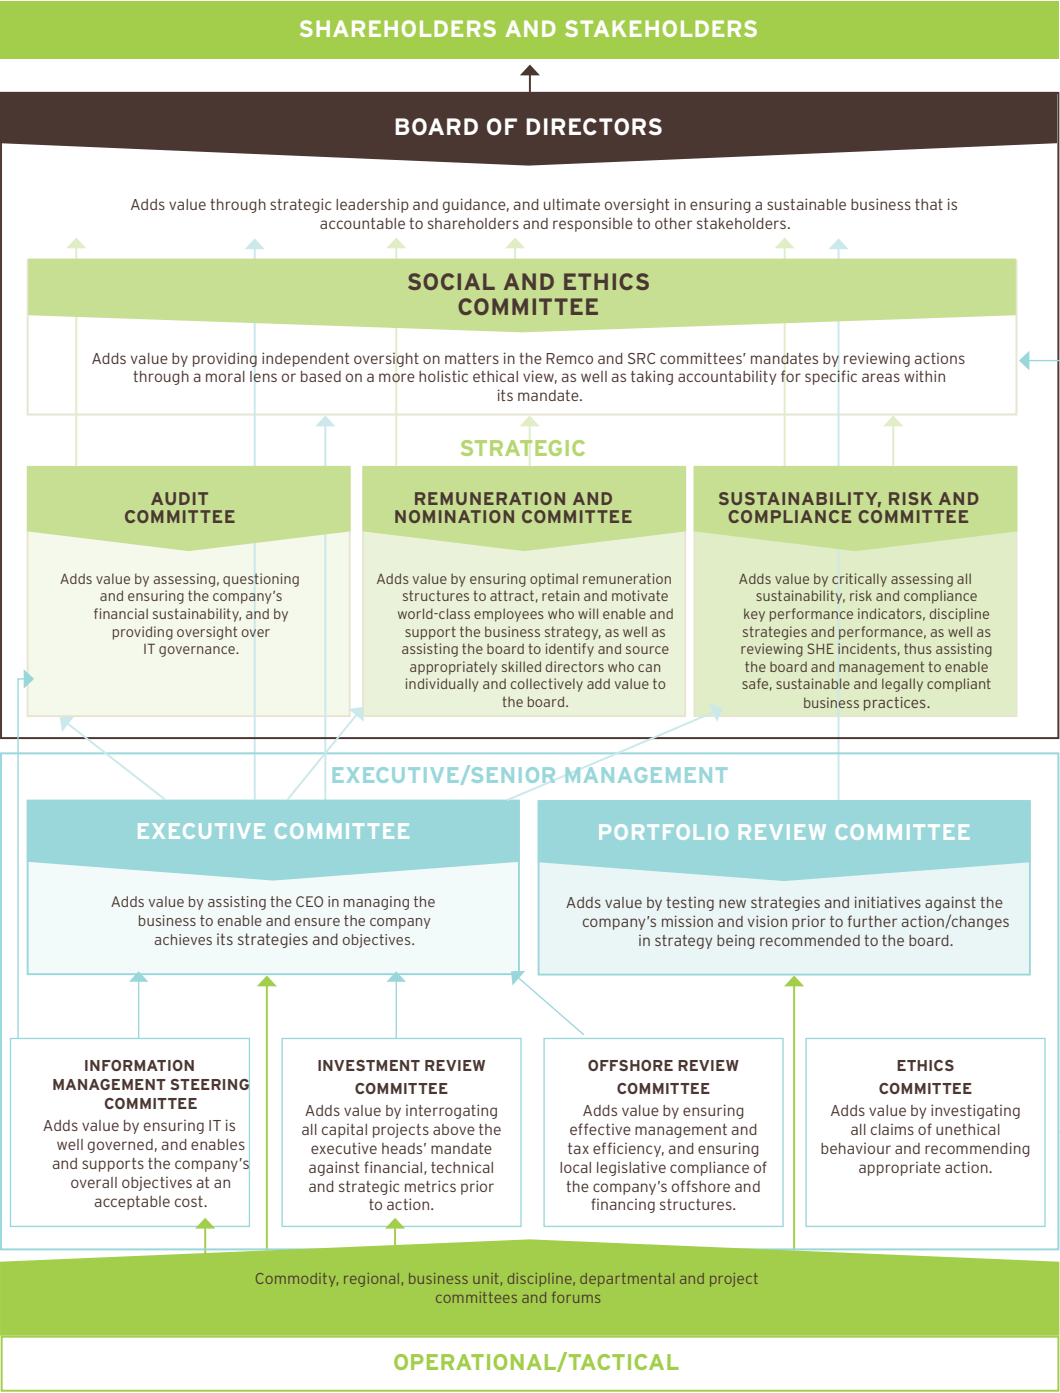 SHAREHOLDERS AND STAKEHOLDERS
BOARD OF DIRECTORS
Adds value through strategic leadership and guidance, and ultimate oversight in ensuring a sustainable business that is
accountable to shareholders and responsible to other stakeholders.
SOCIAL AND ETHICS
COMMITTEE
Adds value by providing independent oversight on matters in the Remco and SRC committees’ mandates by reviewing actions
through a moral lens or based on a more holistic ethical view, as well as taking accountability for specific areas within
its mandate.
STRATEGIC
AUDIT
COMMITTEE
Adds value by assessing, questioning
and ensuring the company’s
financial sustainability, and by
providing oversight over
IT governance.
REMUNERATION AND
NOMINATION COMMITTEE
Adds value by ensuring optimal remuneration
structures to attract, retain and motivate
world-class employees who will enable and
support the business strategy, as well as
assisting the board to identify and source
appropriately skilled directors who can
individually and collectively add value to
the board.
SUSTAINABILITY, RISK AND
COMPLIANCE COMMITTEE
Adds value by critically assessing all
sustainability, risk and compliance
key performance indicators, discipline
strategies and performance, as well as
reviewing SHE incidents, thus assisting
the board and management to enable
safe, sustainable and legally compliant
business practices.
EXECUTIVE/SENIOR MANAGEMENT
EXECUTIVE COMMITTEE
Adds value by assisting the CEO in managing the
business to enable and ensure the company
achieves its strategies and objectives.
PORTFOLIO REVIEW COMMITTEE
Adds value by testing new strategies and initiatives against the
company’s mission and vision prior to further action/changes
in strategy being recommended to the board.
INFORMATION
MANAGEMENT STEERING
COMMITTEE
Adds value by ensuring IT is
well governed, and enables
and supports the company’s
overall objectives at an
acceptable cost.
INVESTMENT REVIEW
COMMITTEE
Adds value by interrogating
all capital projects above the
executive heads’ mandate
against financial, technical
and strategic metrics prior
to action.
OFFSHORE REVIEW
COMMITTEE
Adds value by ensuring
effective management and
tax efficiency, and ensuring
local legislative compliance of
the company’s offshore and
financing structures.
ETHICS
COMMITTEE
Adds value by investigating
all claims of unethical
behaviour and recommending
appropriate action.
Commodity, regional, business unit, discipline, departmental and project
committees and forums
OPERATIONAL/TACTICAL